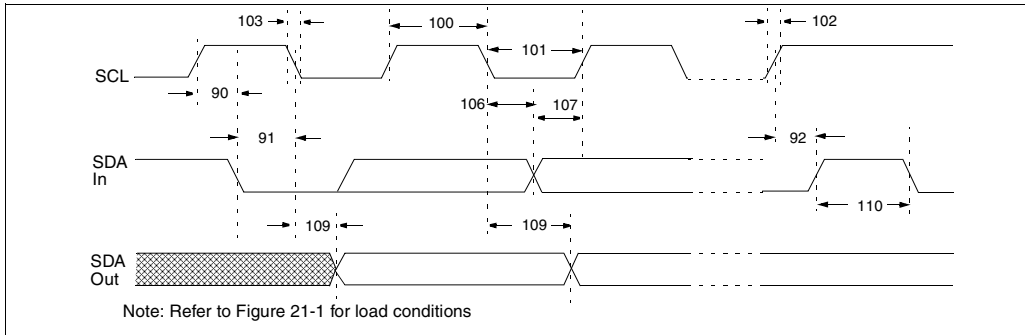 103
100
102
101
SCL
90
106
107
91
92
SDA
In
110
109
109
SDA
Out
Note: Refer to Figure 21-1 for load conditions